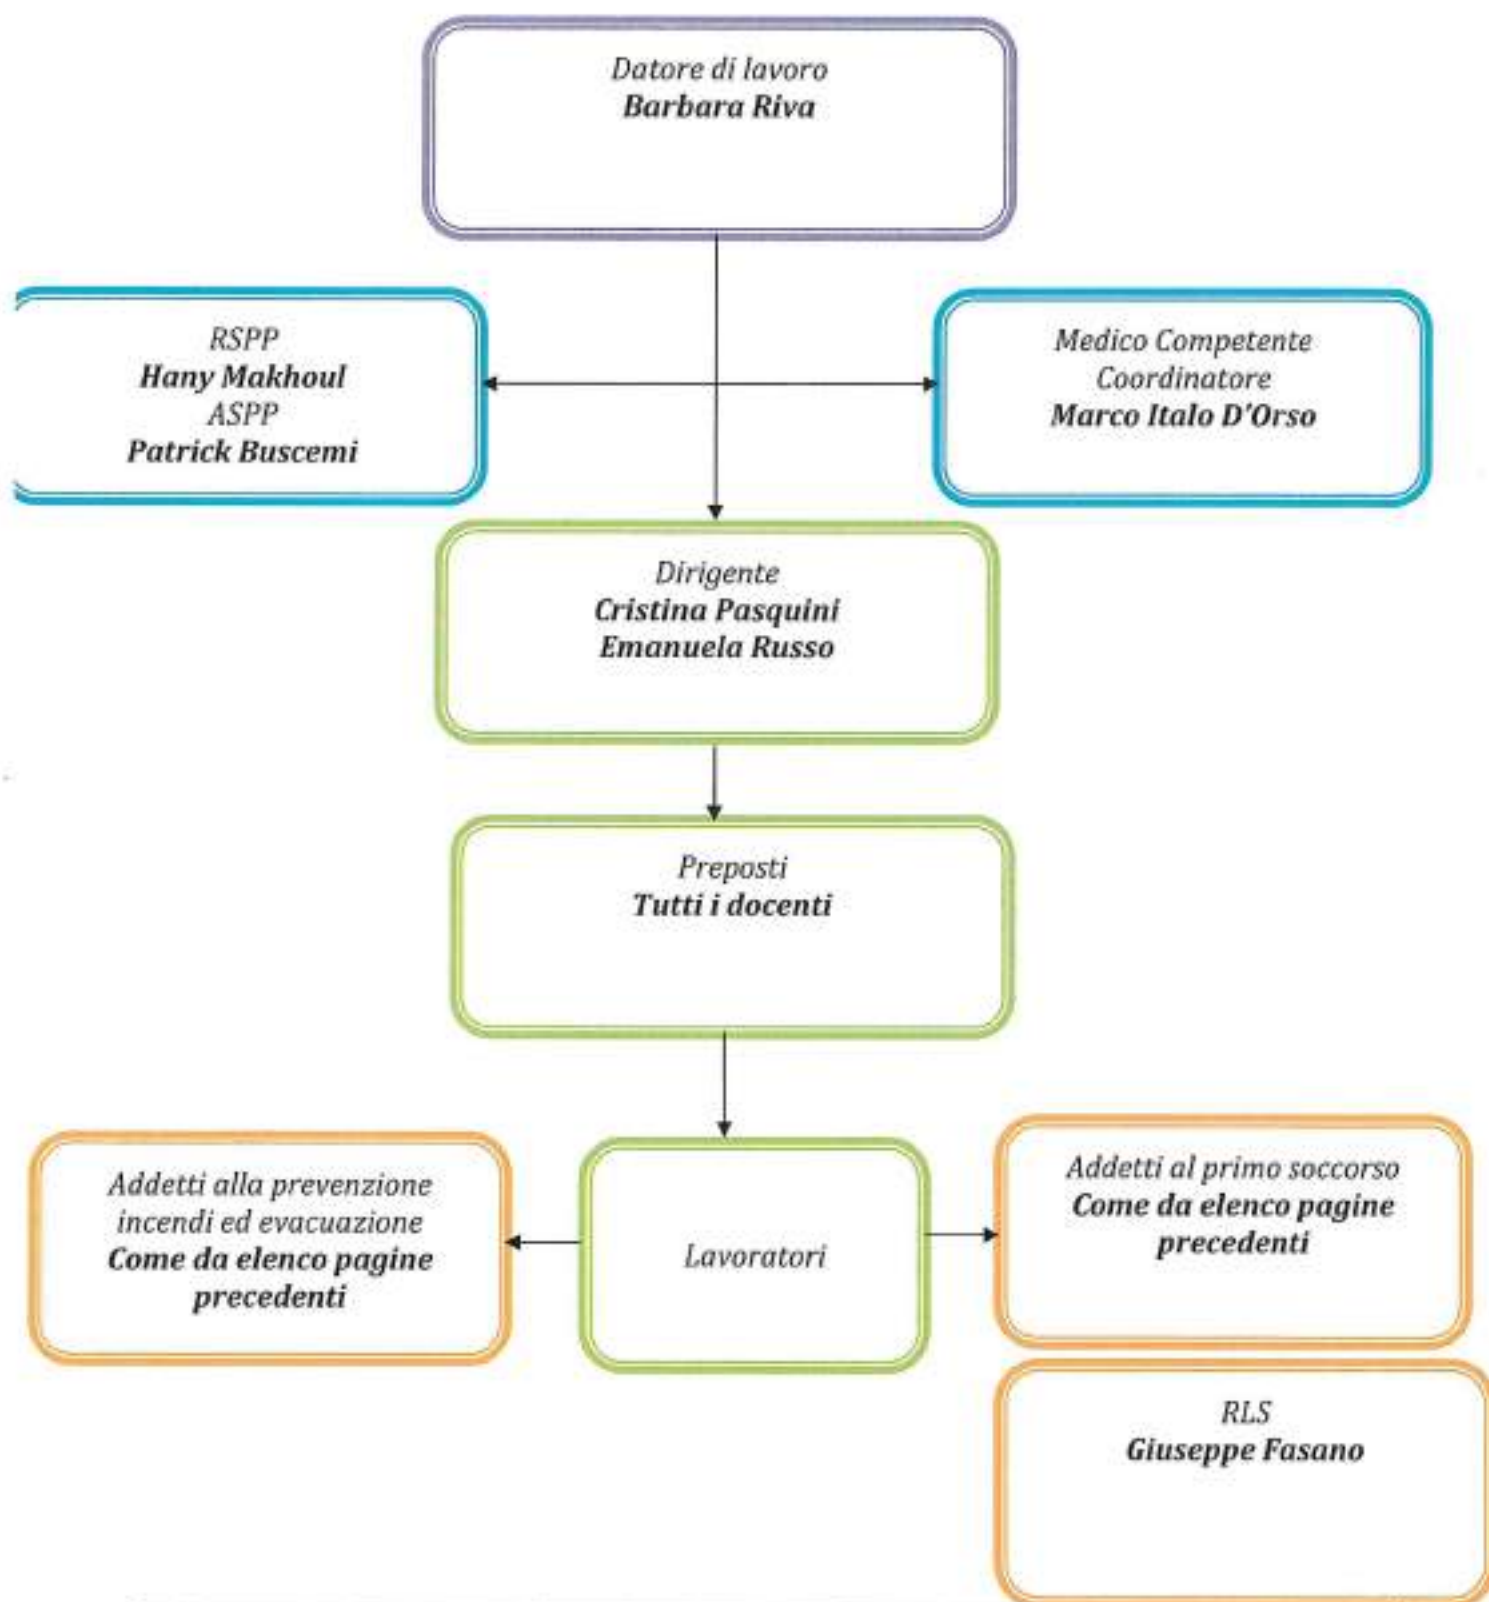 Datore di lavoro
Barbara Riva
RSPP
Hany Makhoul
ASPP
Patrick Buscemi
Medico Competente
Coordinatore
Marco Italo D'Orso
Dirigente
Cristina Pasquini
Emanuela Russo
Preposti
Tutti i docenti
Addetti alla prevenzione
incendi ed evacuazione
Come da elenco pagine
precedenti
Lavoratori
Addetti al primo soccorso
Come da elenco pagine
precedenti
RLS
Giuseppe Fasano